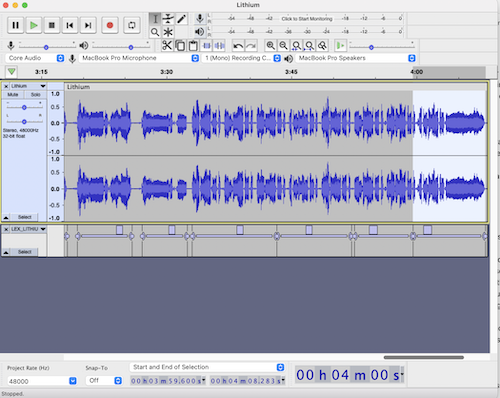 Lithium
-54 -48 -42 Click to Start Monitoring -18 -12 -6 0
-54 -48 -42 -36 -30 -24 -18 -12 -6 0
Core Audio MacBook Pro Microphone 1 (Mono) Recording C... MacBook Pro Speakers
3:15 3:30 3:45 4:00
× Lithium ▼ 1.0 Lithium
Mute Solo 0.5
- +
L R 0.0
Stereo, 48000Hz
32-bit float -0.5
-1.0
1.0
0.5
0.0
-0.5
Select -1.0
× LEX_LITHIU ▼
Select
Project Rate (Hz) Snap-To Start and End of Selection
48000 Off 00 h 03 m 59.600 s 00 h 04 m 08.283 s
00 h 04 m 00 s
Stopped.